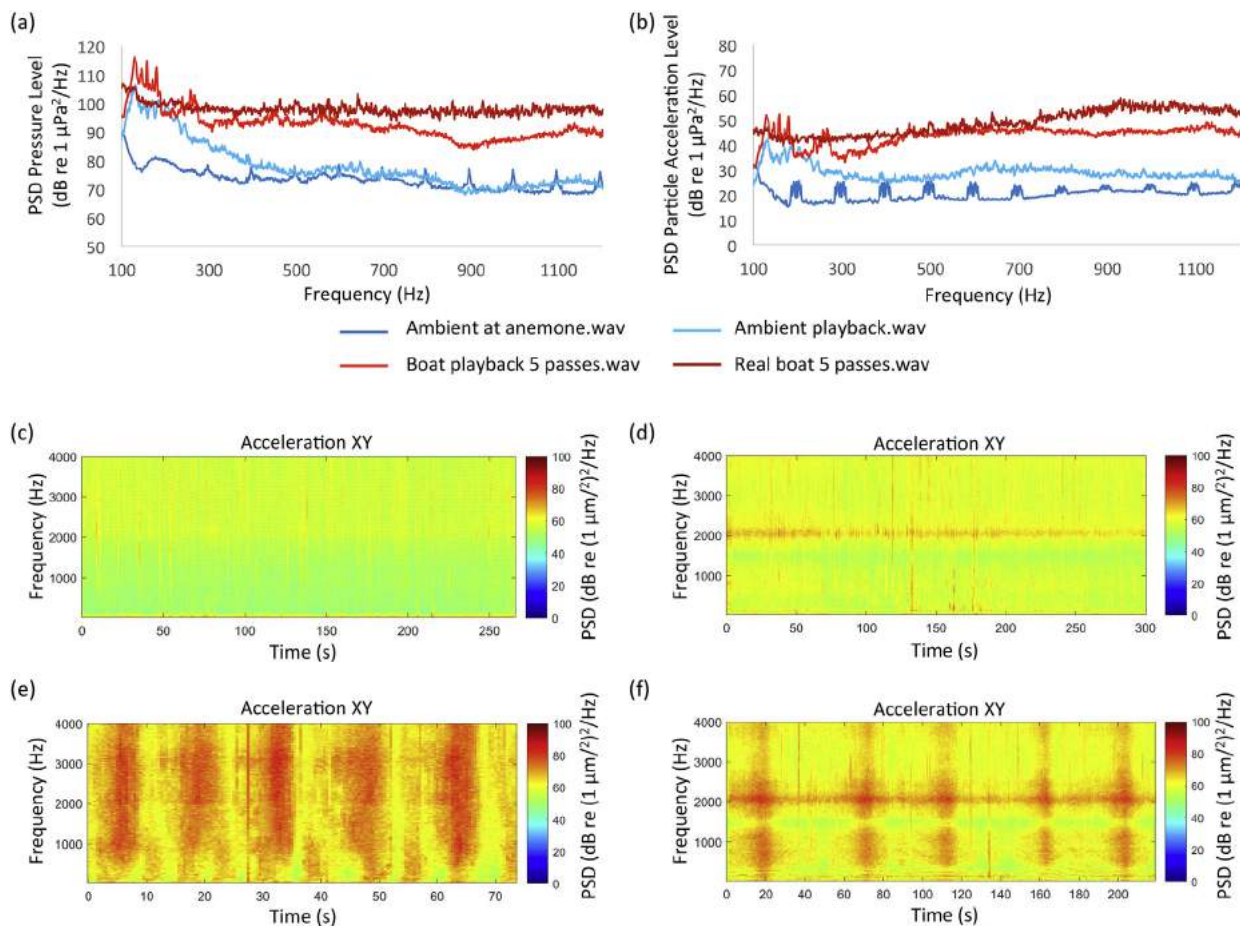 (a)
PSD Pressure Level
(dB re 1 µPa²/Hz)
120
110
100
90
80
70
60
50
100 300 500 700 900 1100
Frequency (Hz)
(b)
PSD Particle Acceleration Level
(dB re 1 µPa²/Hz)
80
70
60
50
40
30
20
10
0
100 300 500 700 900 1100
Frequency (Hz)
Ambient at anemone.wav
Ambient playback.wav
Boat playback 5 passes.wav
Real boat 5 passes.wav
(c)
Acceleration XY
Frequency (Hz)
4000
3000
2000
1000
0 50 100 150 200 250
Time (s)
100
80
60
40
20
0
PSD (dB re (1 µm/²)²/Hz)
(d)
Acceleration XY
Frequency (Hz)
4000
3000
2000
1000
0 50 100 150 200 250 300
Time (s)
100
80
60
40
20
0
PSD (dB re (1 µm/²)²/Hz)
(e)
Acceleration XY
Frequency (Hz)
4000
3000
2000
1000
0 10 20 30 40 50 60 70
Time (s)
100
80
60
40
20
0
PSD (dB re (1 µm/²)²/Hz)
(f)
Acceleration XY
Frequency (Hz)
4000
3000
2000
1000
0 20 40 60 80 100 120 140 160 180 200
Time (s)
100
80
60
40
20
0
PSD (dB re (1 µm/²)²/Hz)